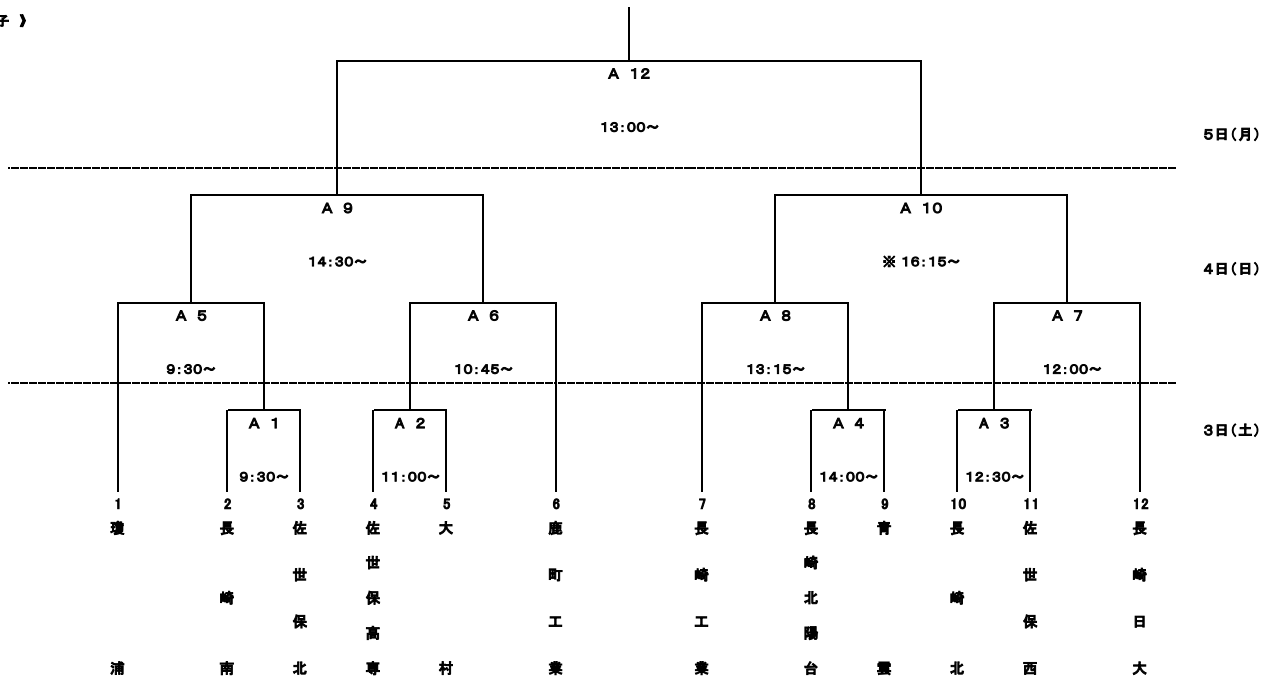 子 》
A 12
13:00～
5日(月)
A 9
A 10
14:30～
※ 16:15～
4日(日)
A 5
A 6
A 8
A 7
9:30～
10:45～
13:15～
12:00～
A 1
A 2
A 4
A 3
3日(土)
9:30～
11:00～
14:00～
12:30～
1 2 3 4 5 6 7 8 9 10 11 12
瓊浦
長崎南
佐世保北
佐世保高専
大村
鹿町工業
長崎工業
長崎北陽台
青雲
長崎北
佐世保西
長崎日大